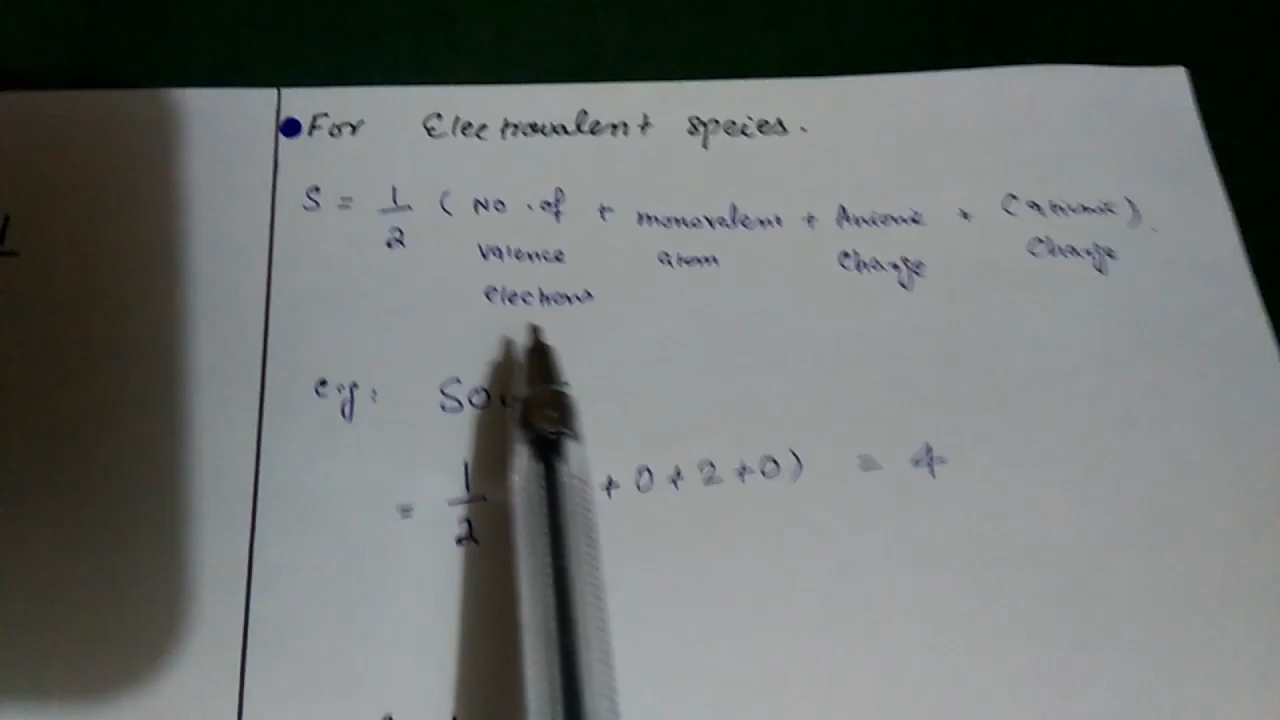 For Electrovalent speies.
S = 1/2 ( No. of + monovalent + Anionic + Cationic ).
valence atom charge charge
electrons
e.g: SO
= 1/2 + 0 + 2 + 0) = 4